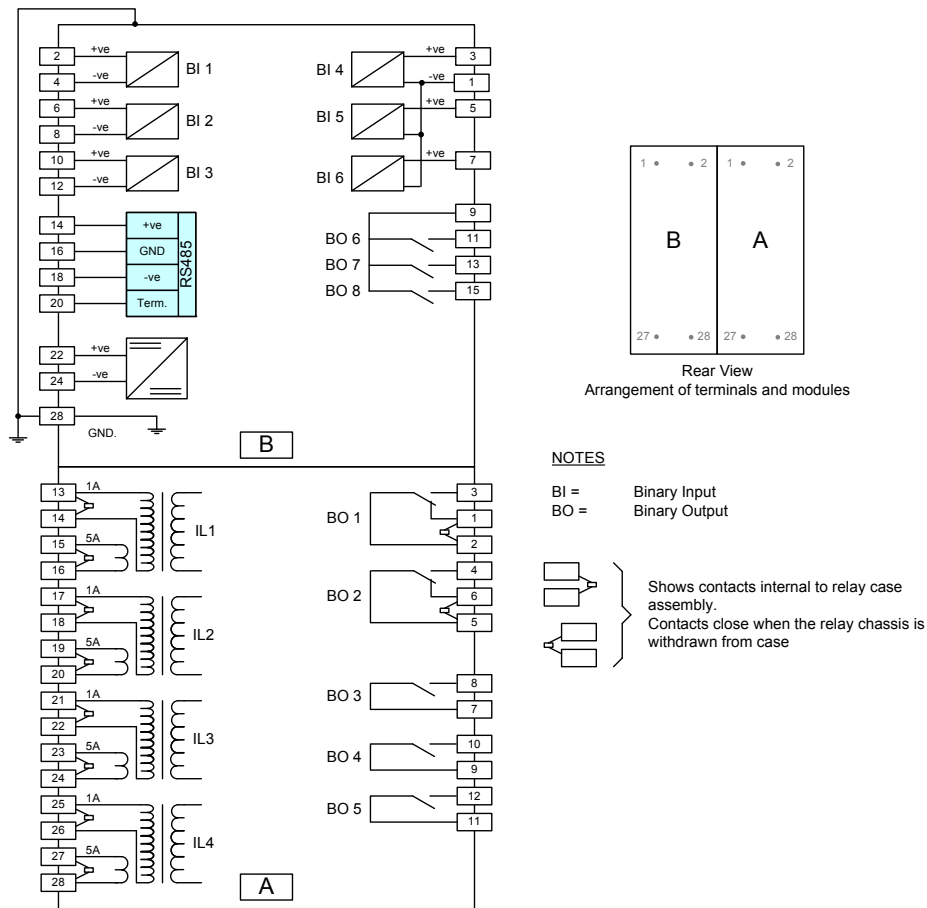 2 +ve
4 -ve
BI 1
6 +ve
8 -ve
BI 2
10 +ve
12 -ve
BI 3
14 +ve
16 GND
18 -ve
20 Term.
RS485
22 +ve
24 -ve
28 GND.
BI 4
+ve 3
-ve 1
BI 5
+ve 5
BI 6
+ve 7
9
BO 6 11
BO 7 13
BO 8 15
B
13 1A
14
15 5A
16
IL1
17 1A
18
19 5A
20
IL2
21 1A
22
23 5A
24
IL3
25 1A
26
27 5A
28
IL4
BO 1
3
1
2
BO 2
4
6
5
BO 3
8
7
BO 4
10
9
BO 5
12
11
A
1 2 1 2
B A
27 28 27 28
Rear View
Arrangement of terminals and modules
NOTES
BI = Binary Input
BO = Binary Output
Shows contacts internal to relay case
assembly.
Contacts close when the relay chassis is
withdrawn from case